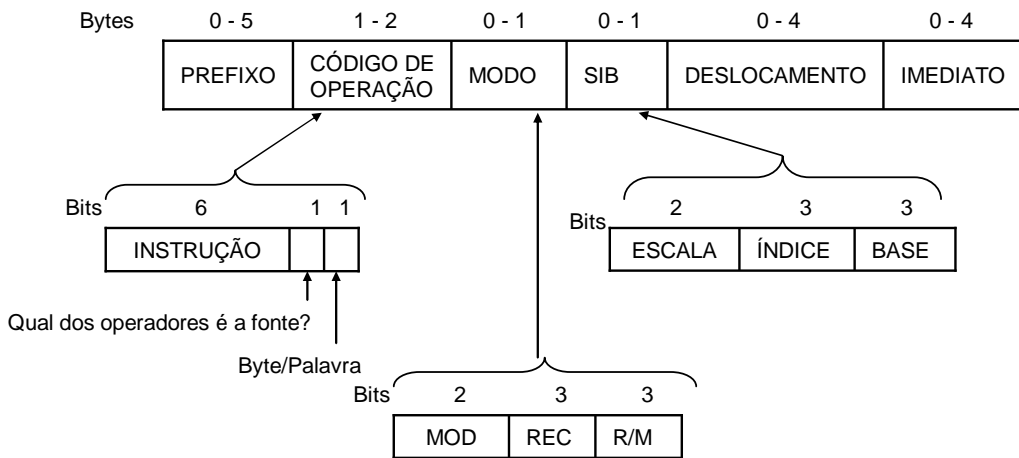 Bytes 0 - 5 1 - 2 0 - 1 0 - 1 0 - 4 0 - 4
PREFIXO
CÓDIGO DE
OPERAÇÃO
MODO
SIB
DESLOCAMENTO
IMEDIATO
Bits 6 1 1
INSTRUÇÃO
Qual dos operadores é a fonte?
Byte/Palavra
Bits 2 3 3
ESCALA ÍNDICE BASE
Bits 2 3 3
MOD REC R/M